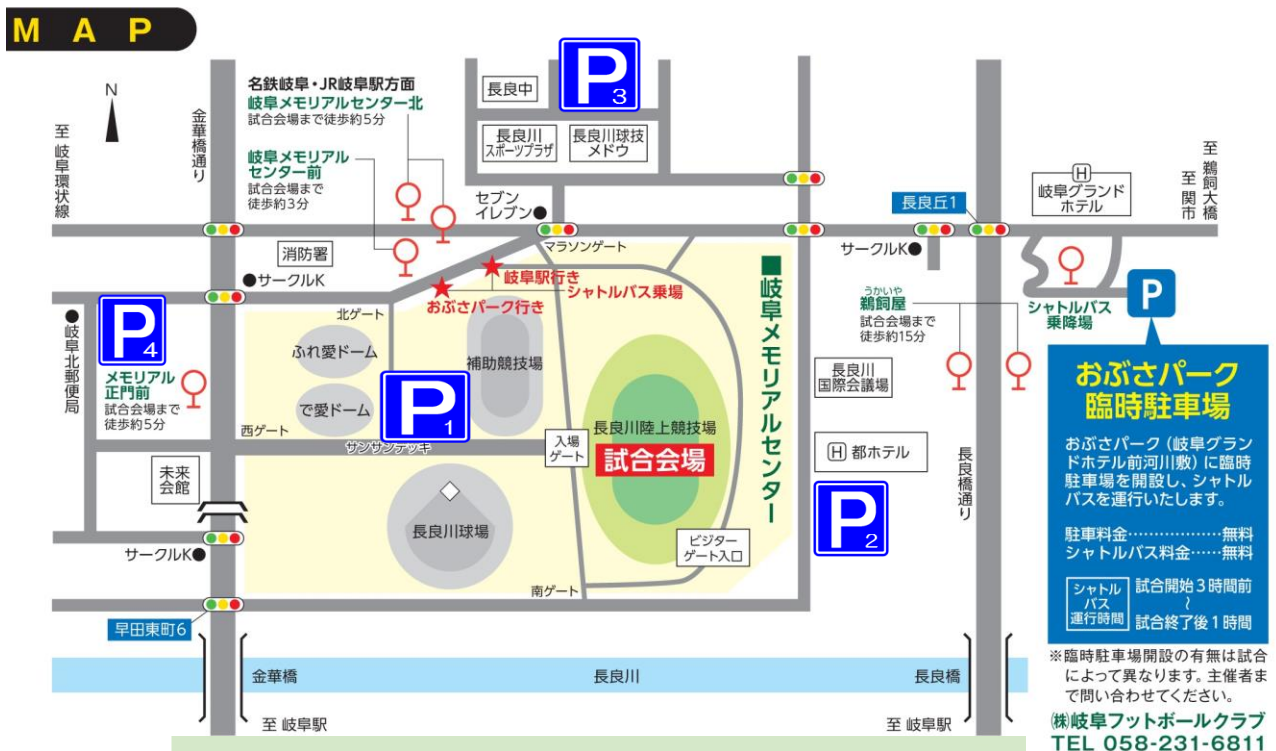 MAP
N
至 岐阜環状線
金華橋通り
名鉄岐阜・JR岐阜駅方面
岐阜メモリアルセンター北
試合会場まで徒歩約5分
岐阜メモリアル
センター前
試合会場まで
徒歩約3分
長良中
P3
長良川
スポーツプラザ
長良川球技
メドウ
セブン
イレブン
マラソンゲート
長良丘1
サークルK
H
岐阜グランド
ホテル
至 鵜飼大橋
至 関市
消防署
サークルK
岐阜駅行き
シャトルバス乗場
おぶさパーク行き
北ゲート
岐阜北郵便局
P4
メモリアル
正門前
試合会場まで
徒歩約5分
ふれ愛ドーム
で愛ドーム
補助競技場
P1
西ゲート
サンサンデッキ
入場
ゲート
長良川陸上競技場
試合会場
■岐阜メモリアルセンター
うかいや
鵜飼屋
試合会場まで
徒歩約15分
長良川
国際会議場
H 都ホテル
P2
長良橋通り
シャトルバス
乗降場
P
おぶさパーク
臨時駐車場
おぶさパーク(岐阜グラン
ドホテル前河川敷)に臨時
駐車場を開設し、シャトル
バスを運行いたします。
駐車料金………………無料
シャトルバス料金……無料
シャトル
バス
運行時間
試合開始3時間前
〜
試合終了後1時間
※臨時駐車場開設の有無は試合
によって異なります。主催者ま
で問い合わせてください。
㈱岐阜フットボールクラブ
TEL 058-231-6811
未来
会館
サークルK
長良川球場
ビジター
ゲート入口
南ゲート
早田東町6
金華橋
長良川
長良橋
至 岐阜駅
至 岐阜駅